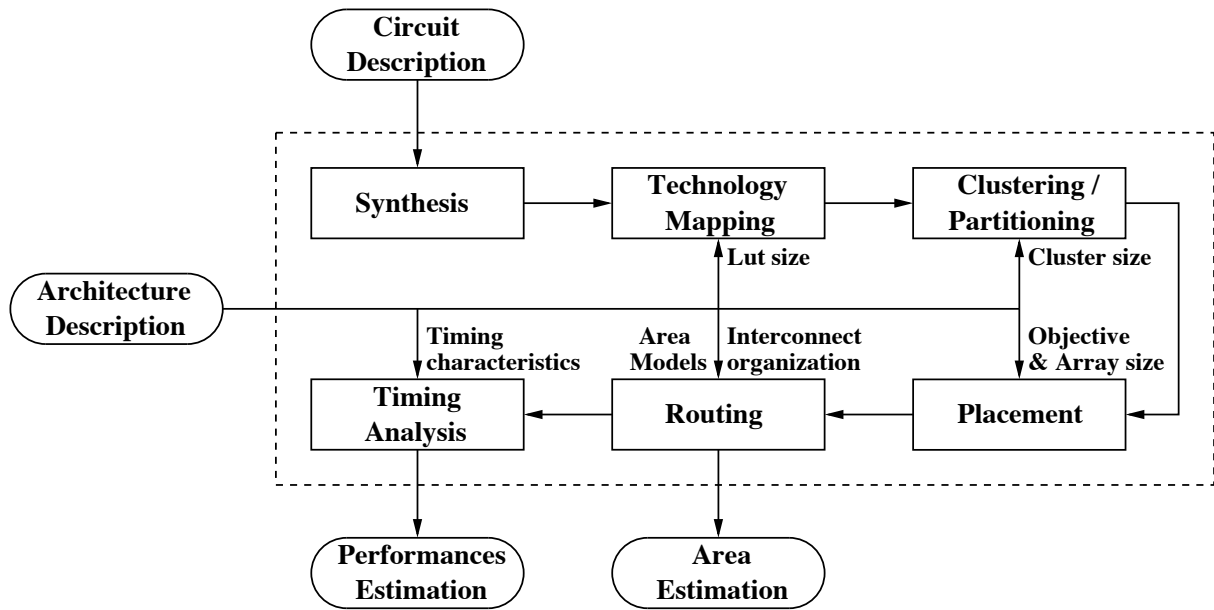 Circuit
Description
Synthesis
Technology
Mapping
Clustering /
Partitioning
Lut size
Cluster size
Architecture
Description
Timing
characteristics
Area
Models
Interconnect
organization
Objective
& Array size
Timing
Analysis
Routing
Placement
Performances
Estimation
Area
Estimation